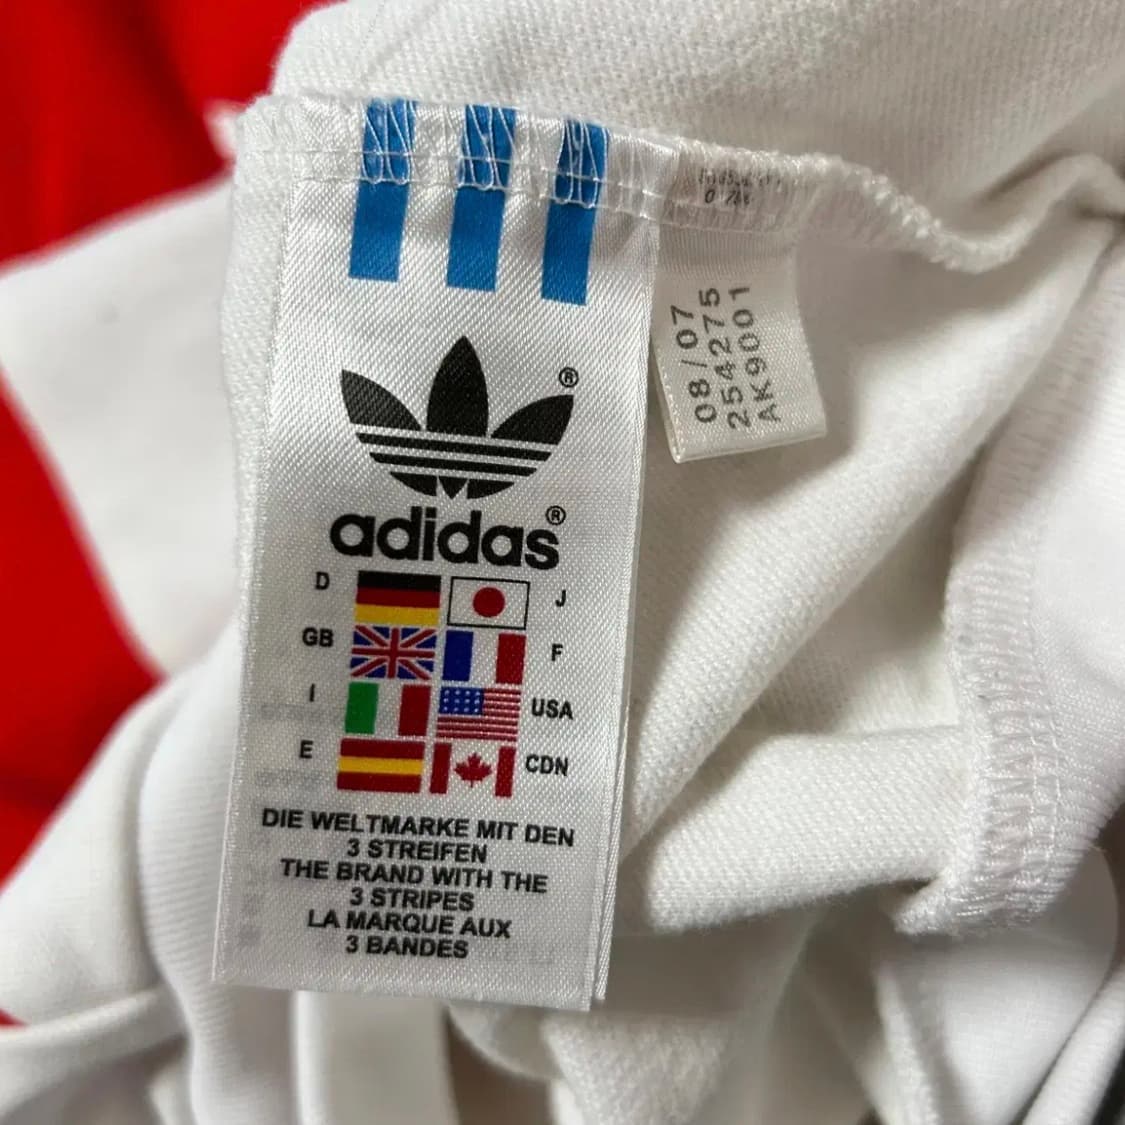 ®
adidas®
D
J
GB
F
I
USA
E
CDN
DIE WELTMARKE MIT DEN
3 STREIFEN
THE BRAND WITH THE
3 STRIPES
LA MARQUE AUX
3 BANDES
08/07
254275
AK9001